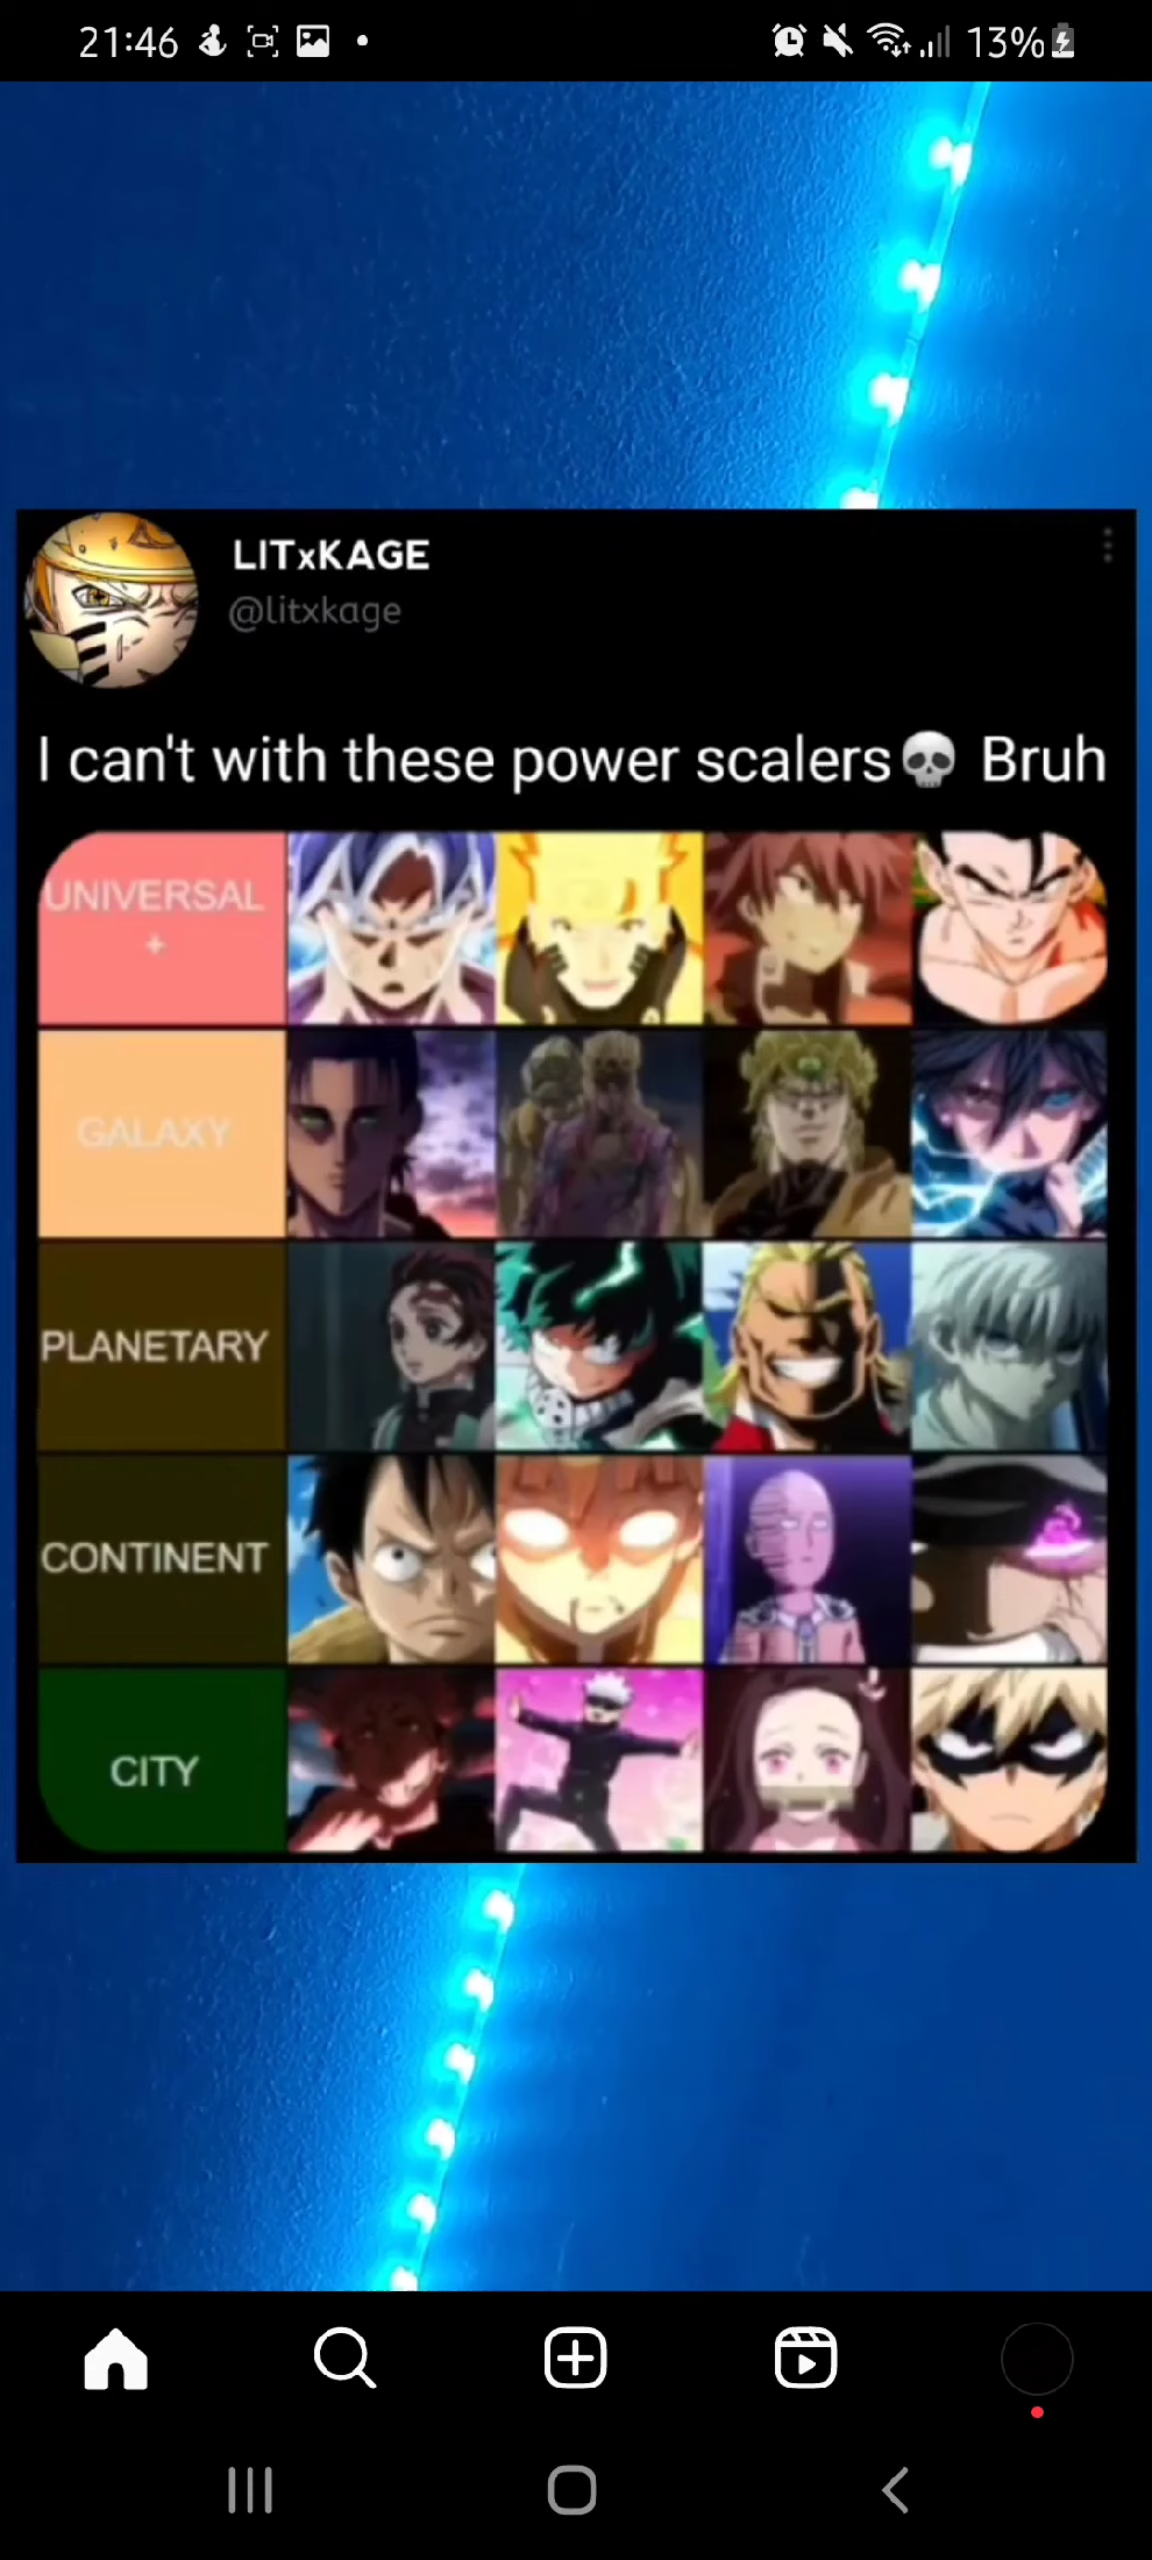 21:46
13%
LITxKAGE
@litxkage
I can't with these power scalers💀 Bruh
UNIVERSAL
+
GALAXY
PLANETARY
CONTINENT
CITY